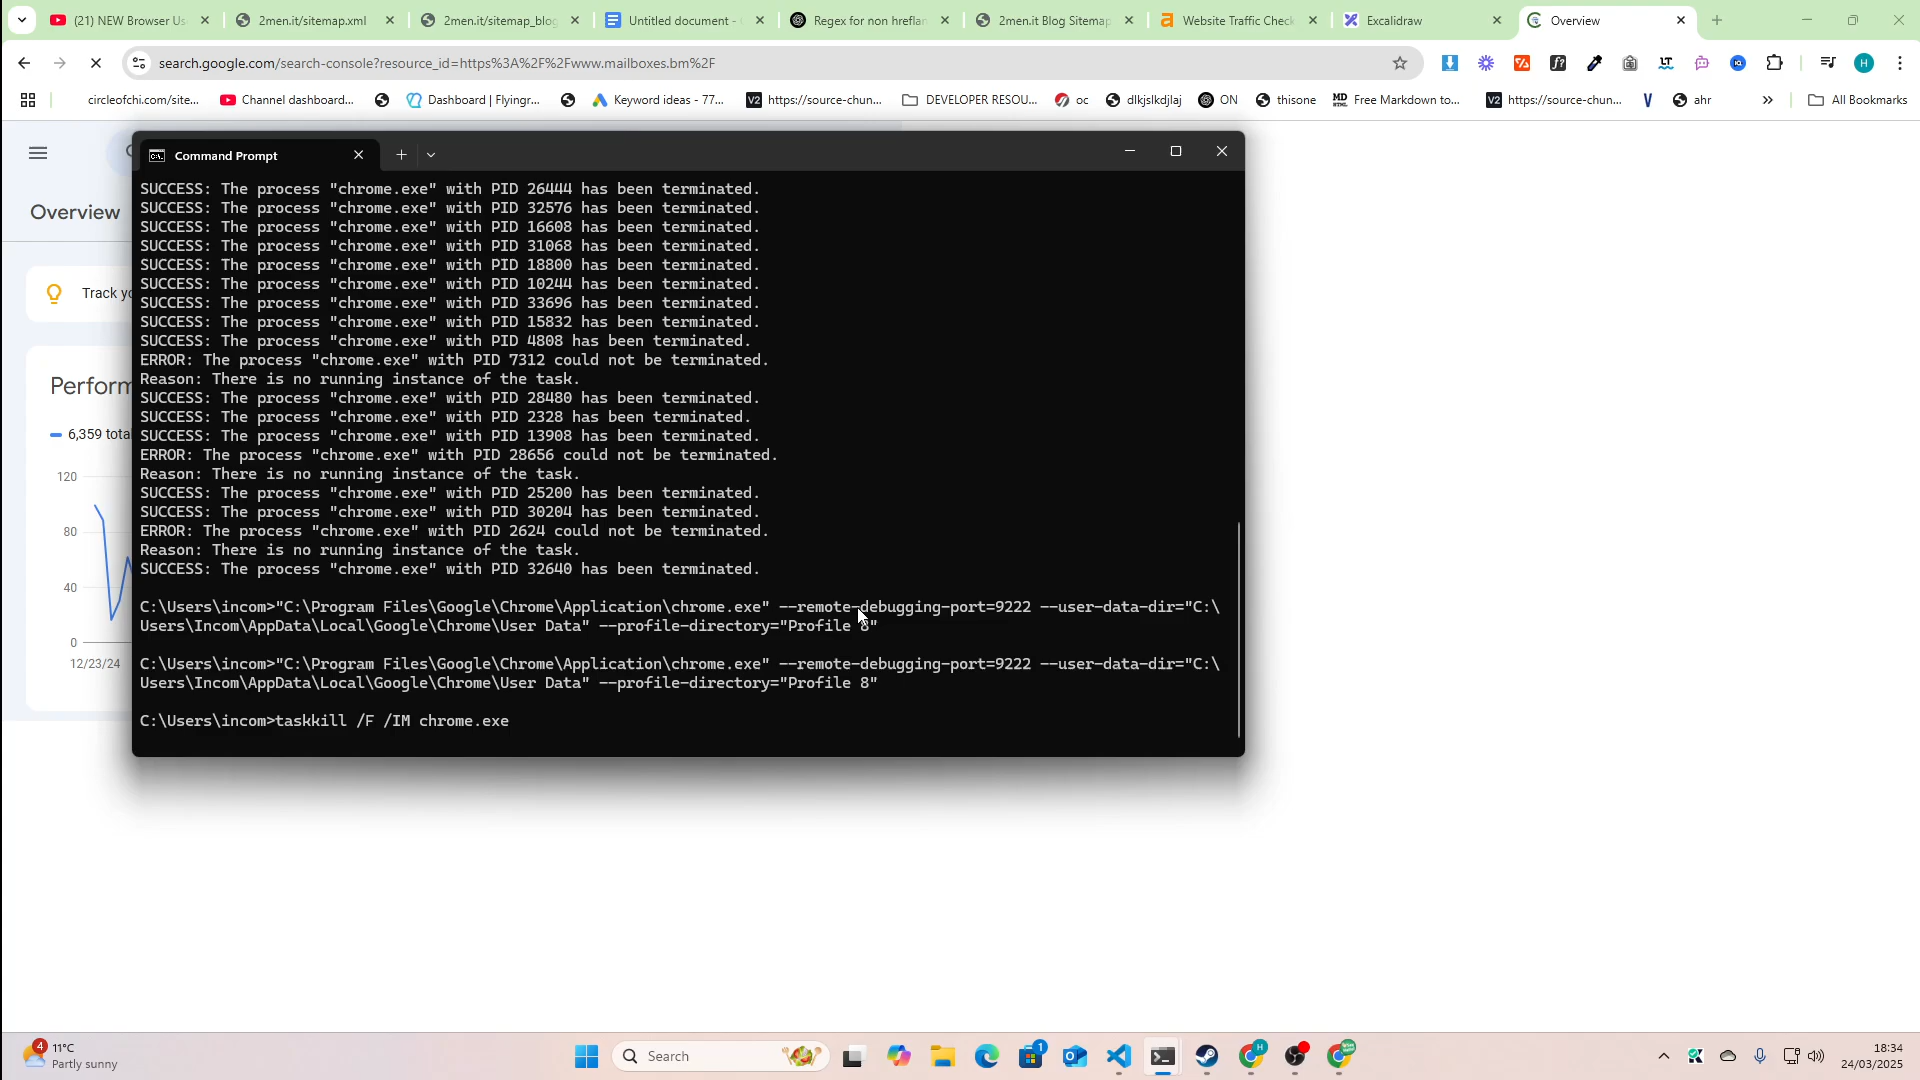 (21) NEW Browser Us
2men.it/sitemap.xml
2men.it/sitemap_blog
Untitled document -
Regex for non hreflan
2men.it Blog Sitemap
Website Traffic Check
Excalidraw
Overview
search.google.com/search-console?resource_id=https%3A%2F%2Fwww.mailboxes.bm%2F
H
circleofchi.com/site...
Channel dashboard...
Dashboard | Flyingr...
Keyword ideas - 77...
https://source-chun...
DEVELOPER RESOU...
oc
dlkjslkdjlaj
ON
thisone
Free Markdown to...
https://source-chun...
ahr
»
All Bookmarks
Command Prompt
Overview
Track yo
Perform
6,359 total
120
80
40
0
12/23/24
SUCCESS: The process "chrome.exe" with PID 26444 has been terminated.
SUCCESS: The process "chrome.exe" with PID 32576 has been terminated.
SUCCESS: The process "chrome.exe" with PID 16608 has been terminated.
SUCCESS: The process "chrome.exe" with PID 31068 has been terminated.
SUCCESS: The process "chrome.exe" with PID 18800 has been terminated.
SUCCESS: The process "chrome.exe" with PID 10244 has been terminated.
SUCCESS: The process "chrome.exe" with PID 33696 has been terminated.
SUCCESS: The process "chrome.exe" with PID 15832 has been terminated.
SUCCESS: The process "chrome.exe" with PID 4808 has been terminated.
ERROR: The process "chrome.exe" with PID 7312 could not be terminated.
Reason: There is no running instance of the task.
SUCCESS: The process "chrome.exe" with PID 28480 has been terminated.
SUCCESS: The process "chrome.exe" with PID 2328 has been terminated.
SUCCESS: The process "chrome.exe" with PID 13908 has been terminated.
ERROR: The process "chrome.exe" with PID 28656 could not be terminated.
Reason: There is no running instance of the task.
SUCCESS: The process "chrome.exe" with PID 25200 has been terminated.
SUCCESS: The process "chrome.exe" with PID 30204 has been terminated.
ERROR: The process "chrome.exe" with PID 2624 could not be terminated.
Reason: There is no running instance of the task.
SUCCESS: The process "chrome.exe" with PID 32640 has been terminated.
C:\Users\incom>"C:\Program Files\Google\Chrome\Application\chrome.exe" --remote-debugging-port=9222 --user-data-dir="C:\
Users\Incom\AppData\Local\Google\Chrome\User Data" --profile-directory="Profile 8"
C:\Users\incom>"C:\Program Files\Google\Chrome\Application\chrome.exe" --remote-debugging-port=9222 --user-data-dir="C:\
Users\Incom\AppData\Local\Google\Chrome\User Data" --profile-directory="Profile 8"
C:\Users\incom>taskkill /F /IM chrome.exe
4
11°C
Partly sunny
Search
1
18:34
24/03/2025